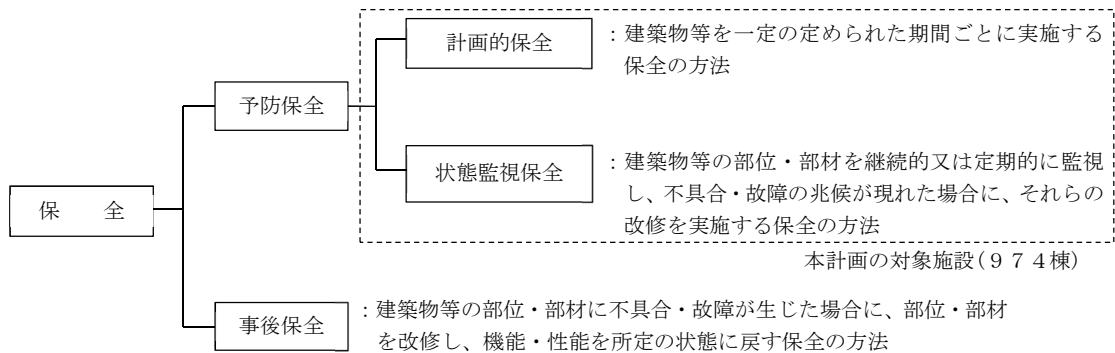 計画的保全
:建築物等を一定の定められた期間ごとに実施する
保全の方法
予防保全
状態監視保全
:建築物等の部位・部材を継続的又は定期的に監視
し、不具合・故障の兆候が現れた場合に、それらの
改修を実施する保全の方法
保 全
本計画の対象施設(974棟)
事後保全
:建築物等の部位・部材に不具合・故障が生じた場合に、部位・部材
を改修し、機能・性能を所定の状態に戻す保全の方法